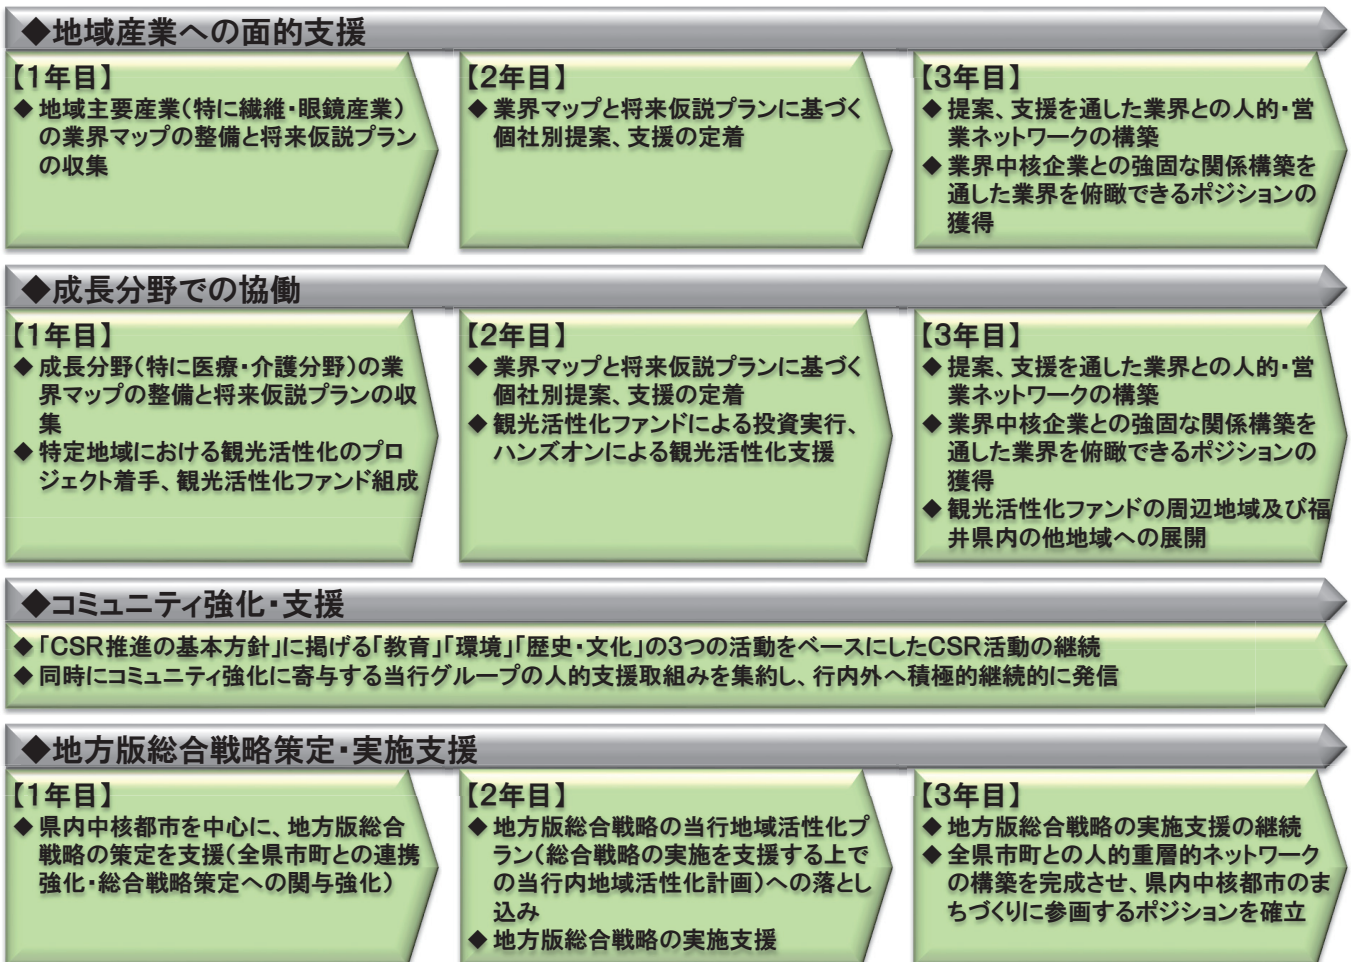 ◆地域産業への面的支援
【1年目】
◆ 地域主要産業(特に繊維・眼鏡産業)
の業界マップの整備と将来仮説プラン
の収集
【2年目】
◆ 業界マップと将来仮説プランに基づく
個社別提案、支援の定着
【3年目】
◆ 提案、支援を通した業界との人的・営
業ネットワークの構築
◆ 業界中核企業との強固な関係構築を
通した業界を俯瞰できるポジションの
獲得
◆成長分野での協働
【1年目】
◆ 成長分野(特に医療・介護分野)の業
界マップの整備と将来仮説プランの収
集
◆ 特定地域における観光活性化のプロ
ジェクト着手、観光活性化ファンド組成
【2年目】
◆ 業界マップと将来仮説プランに基づく
個社別提案、支援の定着
◆ 観光活性化ファンドによる投資実行、
ハンズオンによる観光活性化支援
【3年目】
◆ 提案、支援を通した業界との人的・営
業ネットワークの構築
◆ 業界中核企業との強固な関係構築を
通した業界を俯瞰できるポジションの
獲得
◆ 観光活性化ファンドの周辺地域及び福
井県内の他地域への展開
◆コミュニティ強化・支援
◆ 「CSR推進の基本方針」に掲げる「教育」「環境」「歴史・文化」の3つの活動をベースにしたCSR活動の継続
◆ 同時にコミュニティ強化に寄与する当行グループの人的支援取組みを集約し、行内外へ積極的継続的に発信
◆地方版総合戦略策定・実施支援
【1年目】
◆ 県内中核都市を中心に、地方版総合
戦略の策定を支援(全県市町との連携
強化・総合戦略策定への関与強化)
【2年目】
◆ 地方版総合戦略の当行地域活性化プ
ラン(総合戦略の実施を支援する上で
の当行内地域活性化計画)への落とし
込み
◆ 地方版総合戦略の実施支援
【3年目】
◆ 地方版総合戦略の実施支援の継続
◆ 全県市町との人的重層的ネットワーク
の構築を完成させ、県内中核都市のま
ちづくりに参画するポジションを確立